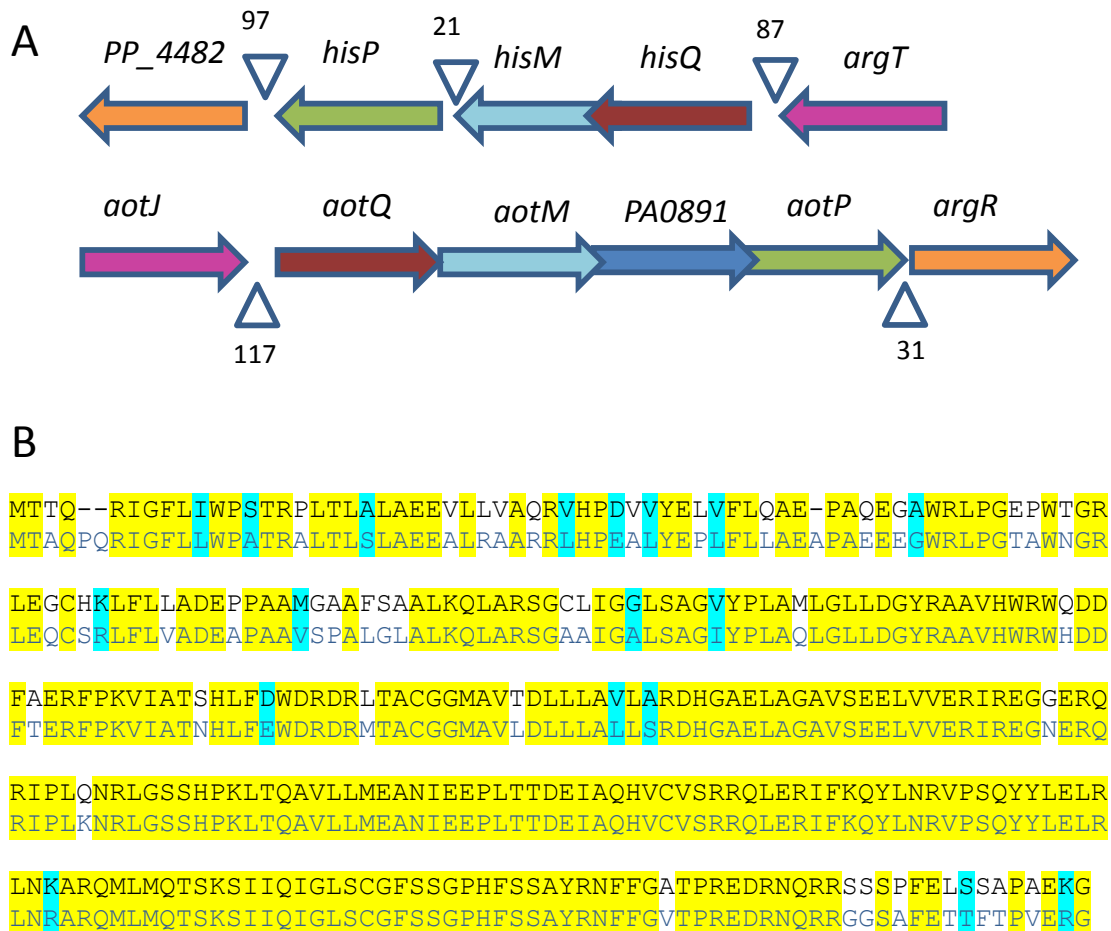 A
97
21
87
PP_4482 hisP hisM hisQ argT
aotJ aotQ aotM PA0891 aotP argR
117
31
B
MTTQ--RIGFLIWPSTRPLTLALAEEVLLVAQRVHPDVVYELVFLQAE-PAQEGAWRLPGEPWTGR
MTAQPQRIGFLLWPATRALTLSLAEEALRAARRLHPEALYEPLFLLAEAPAEEEGWRLPGTAWNGR
LEGCHKLFLLADEPPAAMGAAFSAALKQLARSGCLIGGLSAGVYPLAMLGLLDGYRAAVHWRWQDD
LEQCSRLFLVADEAPAAVSPALGLALKQLARSGAAIGALSAGIYPLAQLGLLDGYRAAVHWRWHDD
FAERFPKVIATSHLFDWDRDRLTACGGMAVTDLLLAVLARDHGAELAGAVSEELVVERIREGGERQ
FTERFPKVIATNHLFEWDRDRMTACGGMAVLDLLLALLSRDHGAELAGAVSEELVVERIREGNERQ
RIPLQNRLGSSHPKLTQAVLLMEANIEEPLTTDEIAQHVCVSRRQLERIFKQYLNRVPSQYYLELR
RIPLKNRLGSSHPKLTQAVLLMEANIEEPLTTDEIAQHVCVSRRQLERIFKQYLNRVPSQYYLELR
LNKARQMLMQTSKSIIQIGLSCGFSSGPHFSSAYRNFFGATPREDRNQRRSSSPFELSSAPAEKG
LNRARQMLMQTSKSIIQIGLSCGFSSGPHFSSAYRNFFGVTPREDRNQRRGGSAFETTFTPVERG